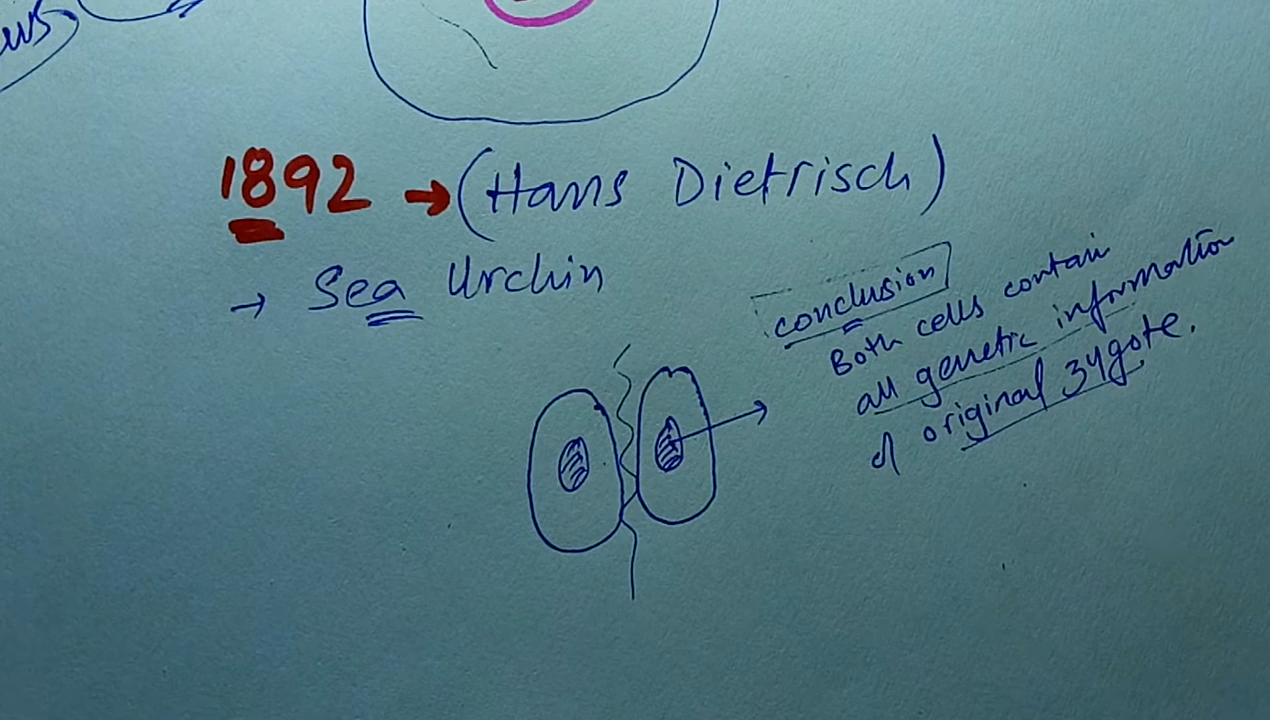 1892 → (Hans Dietrisch)
→ Sea Urchin
conclusion
Both cells contain
all genetic information
of original zygote.